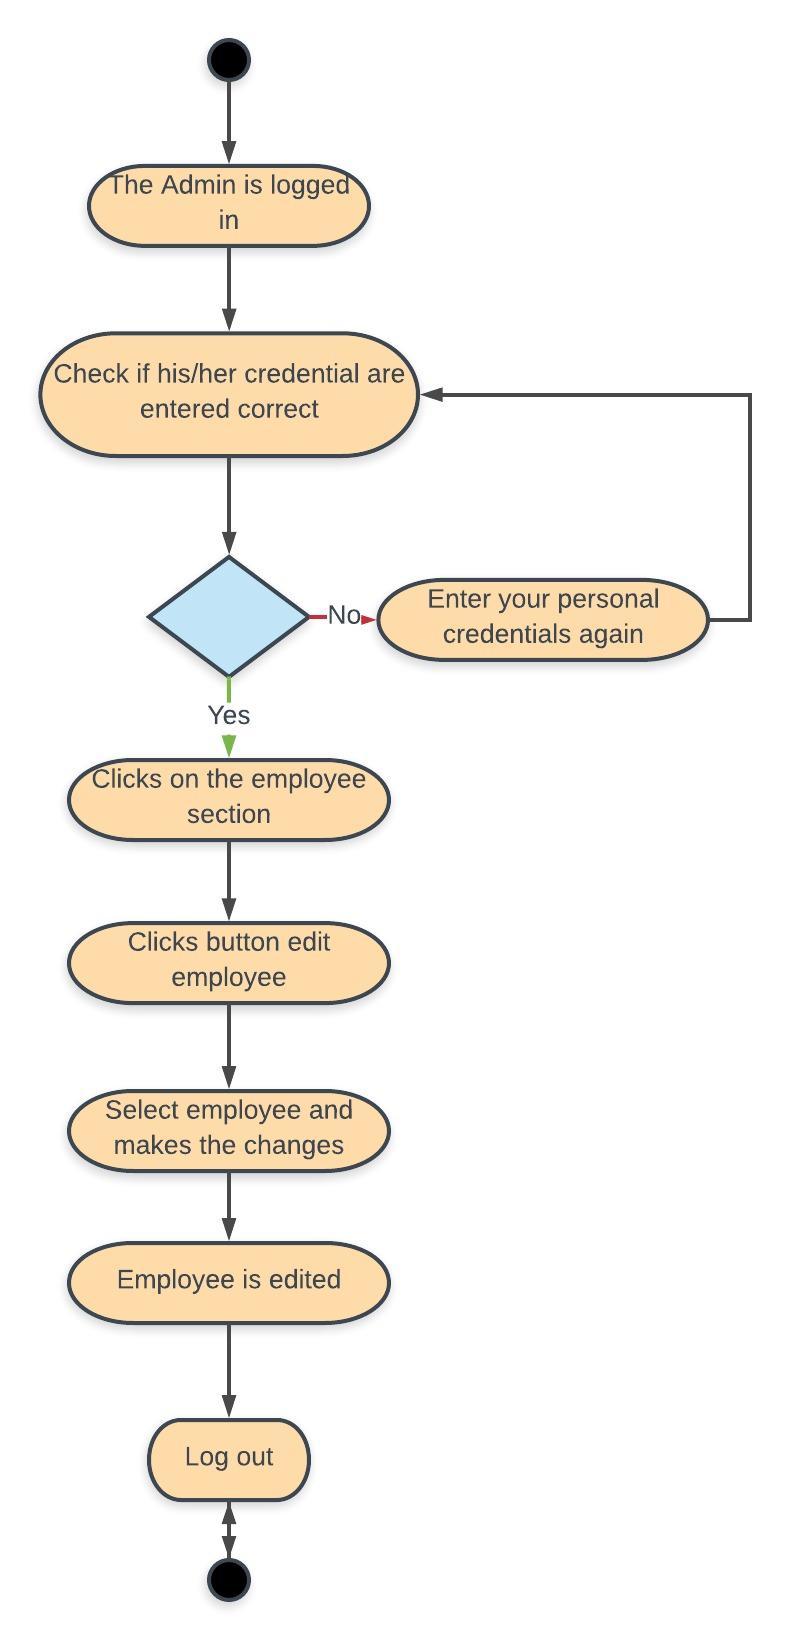 The Admin is logged
in
Check if his/her credential are
entered correct
No
Enter your personal
credentials again
Yes
Clicks on the employee
section
Clicks button edit
employee
Select employee and
makes the changes
Employee is edited
Log out